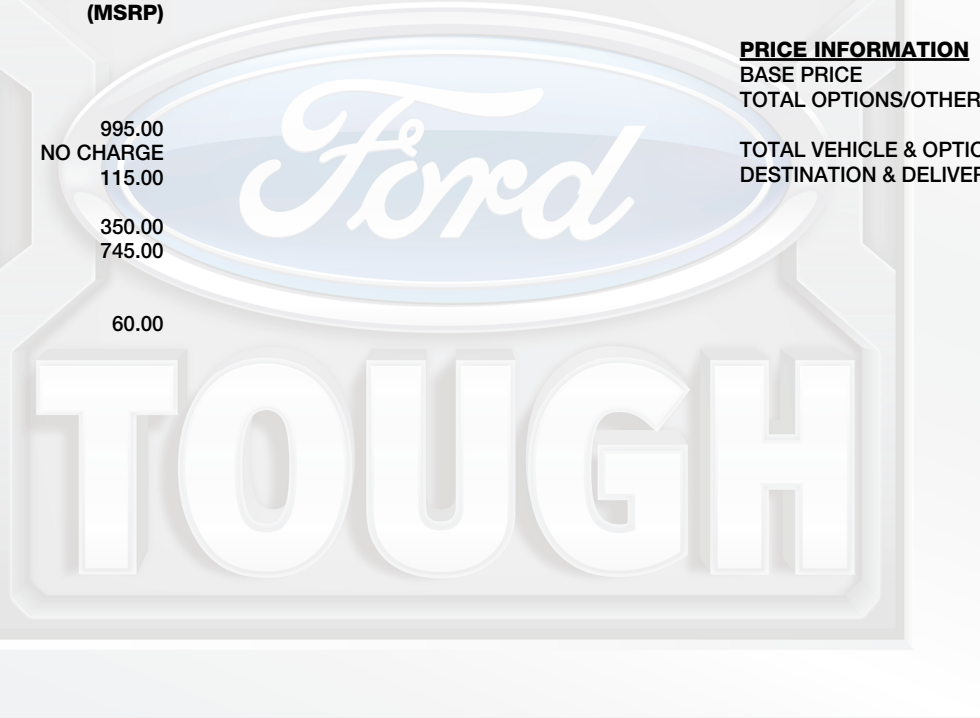 (MSRP)
995.00
NO CHARGE
115.00
350.00
745.00
60.00
PRICE INFORMATION
BASE PRICE
TOTAL OPTIONS/OTHER
TOTAL VEHICLE &
DESTINATION &
Ford
TOUGH